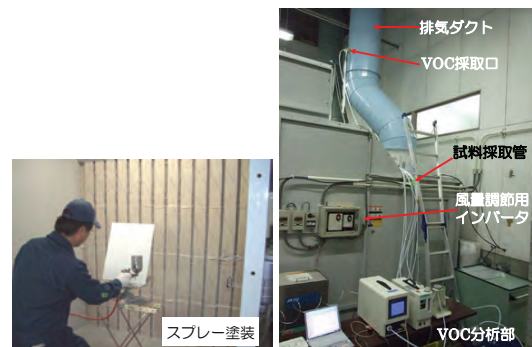 スプレー塗装
排気ダクト
VOC採取口
試料採取管
風量調節用
インバータ
VOC分析部